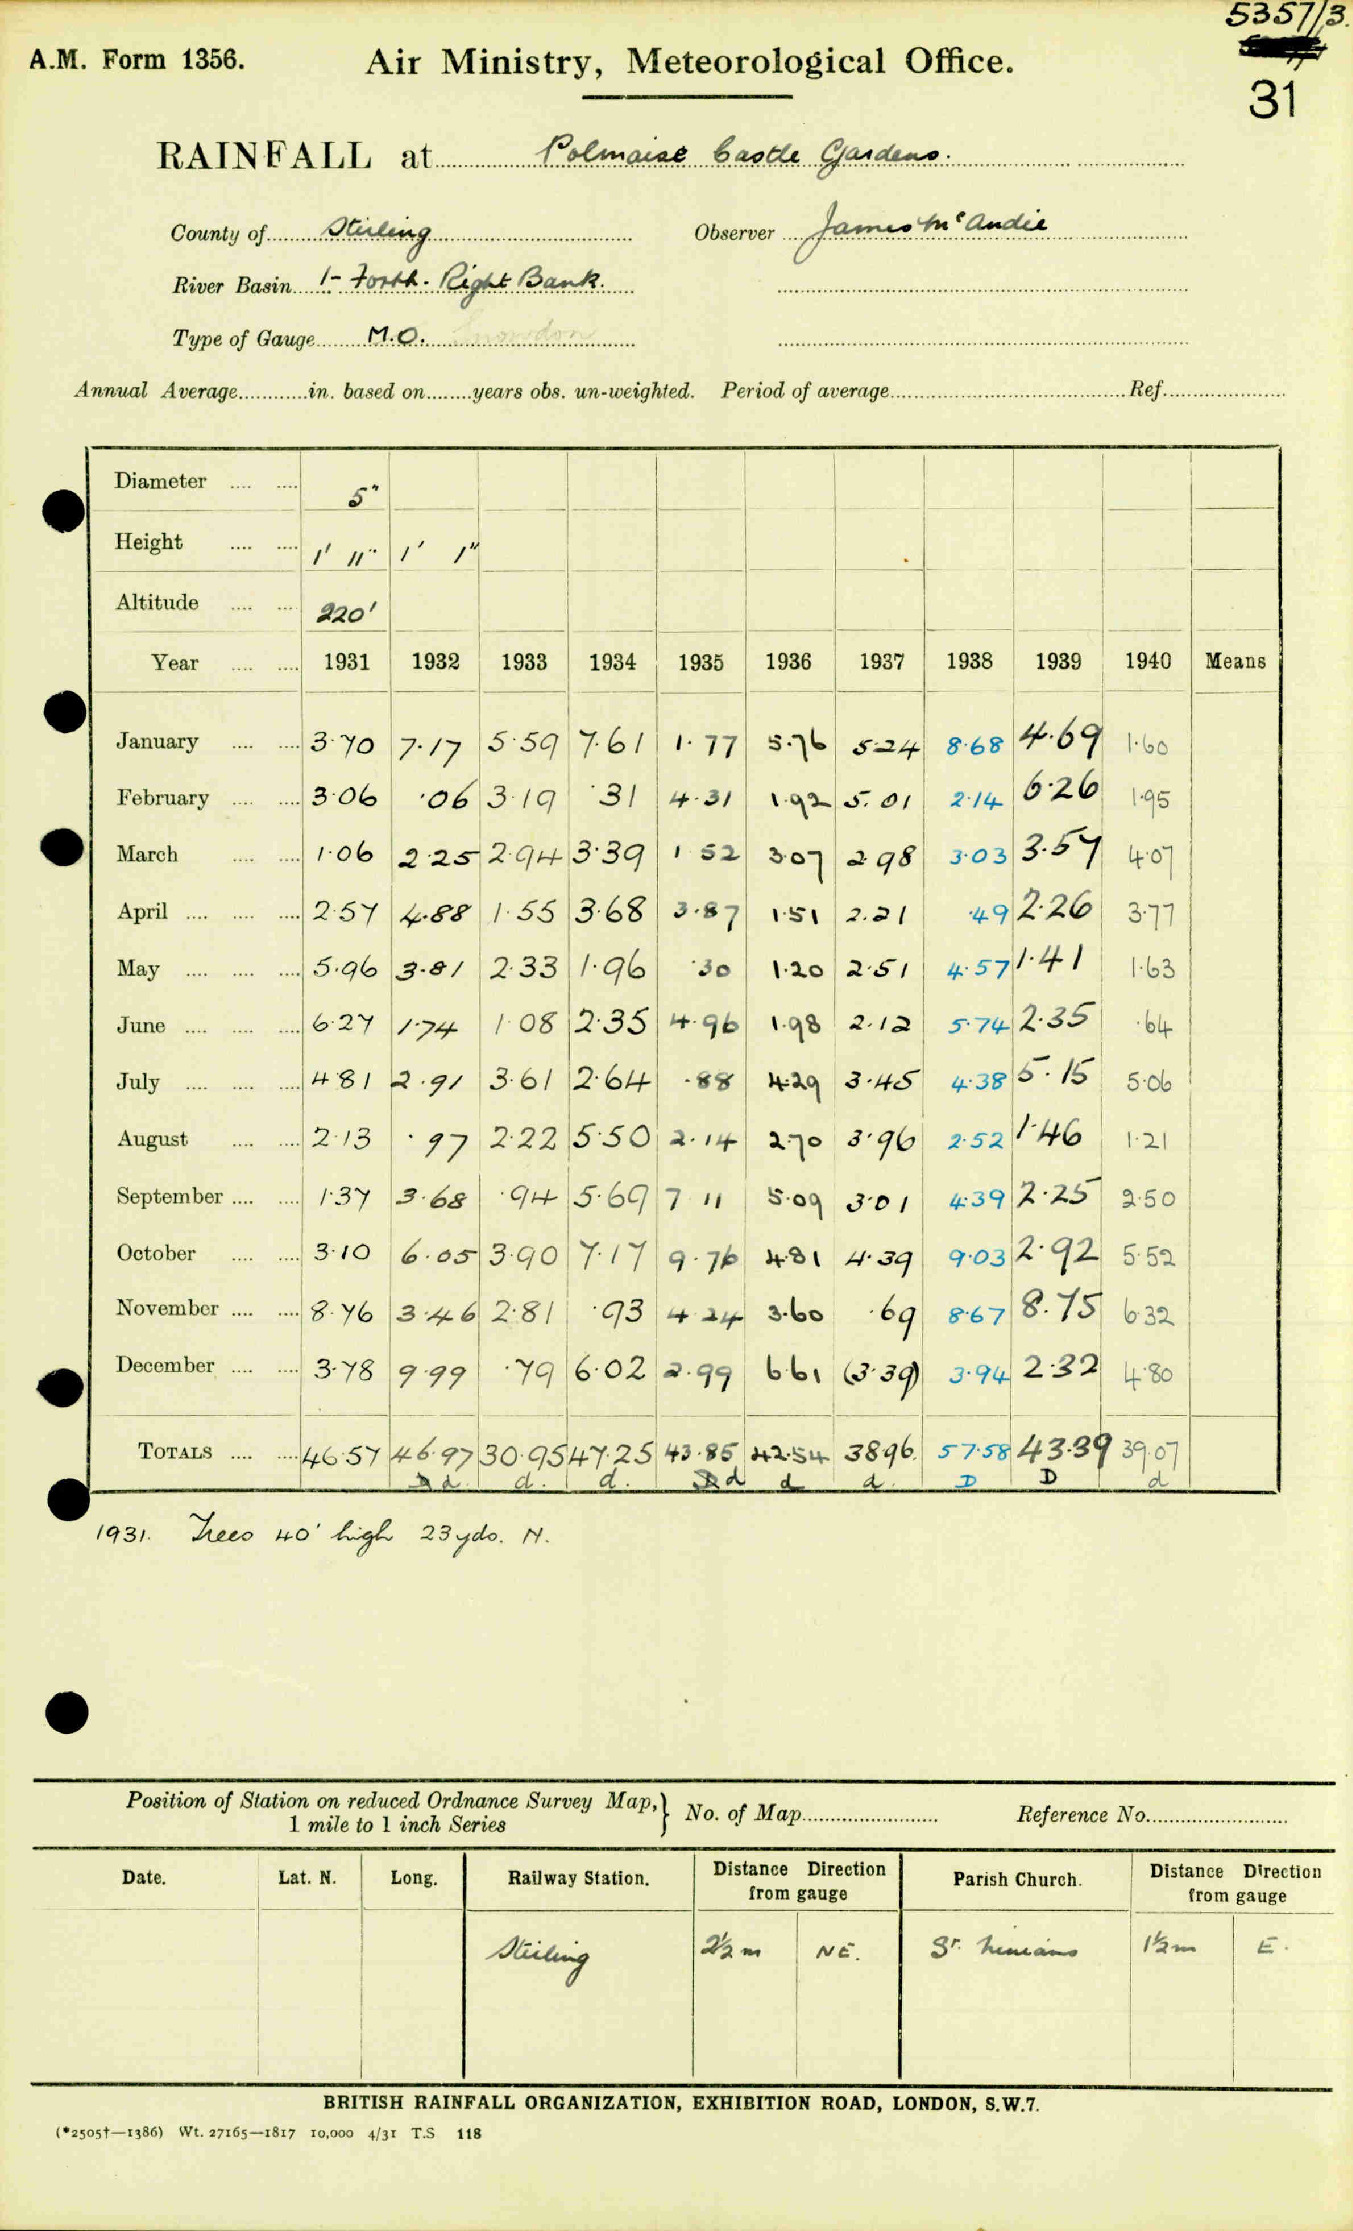 5357/3.
31
A.M. Form 1356. Air Ministry, Meteorological Office.
RAINFALL at Polmaise Castle Gardens.
County of Stirling Observer James McAndie
River Basin 1- Forth. Right Bank.
Type of Gauge M.O. Snowdon
Annual Average in. based on years obs. un-weighted. Period of average Ref.
Diameter 5"
Height 1' 11" 1' 1"
Altitude 220'
Year 1931 1932 1933 1934 1935 1936 1937 1938 1939 1940 Means
January 3.70 7.17 5.59 7.61 1.77 5.76 5.24 8.68 4.69 1.60
February 3.06 .06 3.19 .31 4.31 1.92 5.01 2.14 6.26 1.95
March 1.06 2.25 2.94 3.39 1.52 3.07 2.98 3.03 3.57 4.07
April 2.57 4.88 1.55 3.68 3.87 1.51 2.21 .49 2.26 3.77
May 5.96 3.81 2.33 1.96 .30 1.20 2.51 4.57 1.41 1.63
June 6.27 1.74 1.08 2.35 4.96 1.98 2.12 5.74 2.35 .64
July 4.81 2.91 3.61 2.64 .88 4.29 3.45 4.38 5.15 5.06
August 2.13 .97 2.22 5.50 2.14 2.70 3.96 2.52 1.46 1.21
September 1.37 3.68 .94 5.69 7.11 5.09 3.01 4.39 2.25 2.50
October 3.10 6.05 3.90 7.17 9.76 4.81 4.39 9.03 2.92 5.52
November 8.76 3.46 2.81 .93 4.24 3.60 .69 8.67 8.75 6.32
December 3.78 9.99 .79 6.02 2.99 6.61 (3.39) 3.94 2.32 4.80
TOTALS 46.57 46.97 30.95 47.25 43.85 42.54 38.96 57.58 43.39 39.07
D d. d. d. D d d d. D D d
1931. Trees 40' high 23 yds. N.
Position of Station on reduced Ordnance Survey Map, 1 mile to 1 inch Series } No. of Map Reference No.
Date. Lat. N. Long. Railway Station. Distance Direction from gauge Parish Church. Distance Direction from gauge
Stirling 2½ m NE. St. Ninians 1½ m E.
BRITISH RAINFALL ORGANIZATION, EXHIBITION ROAD, LONDON, S.W.7.
(*2505†—1386) Wt. 27165—1817 10,000 4/31 T.S 118